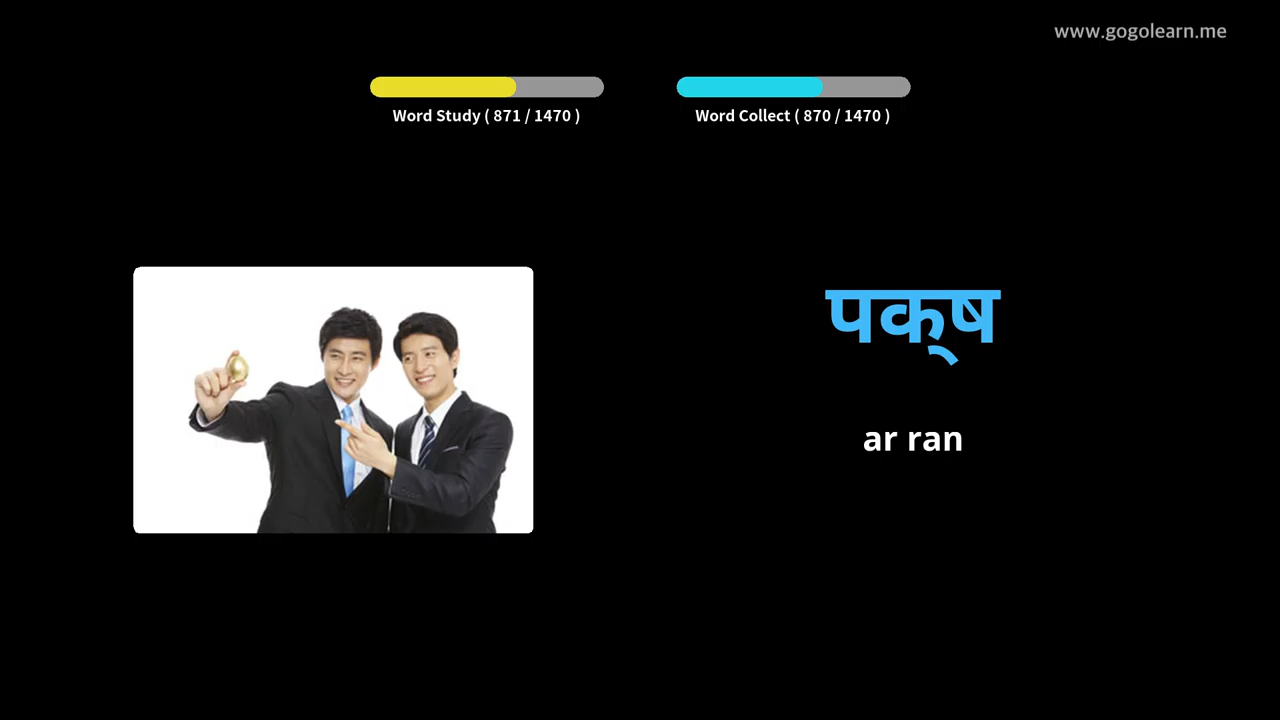 www.gogolearn.me
Word Study ( 871 / 1470 )
Word Collect ( 870 / 1470 )
पक्‌ष
ar ran